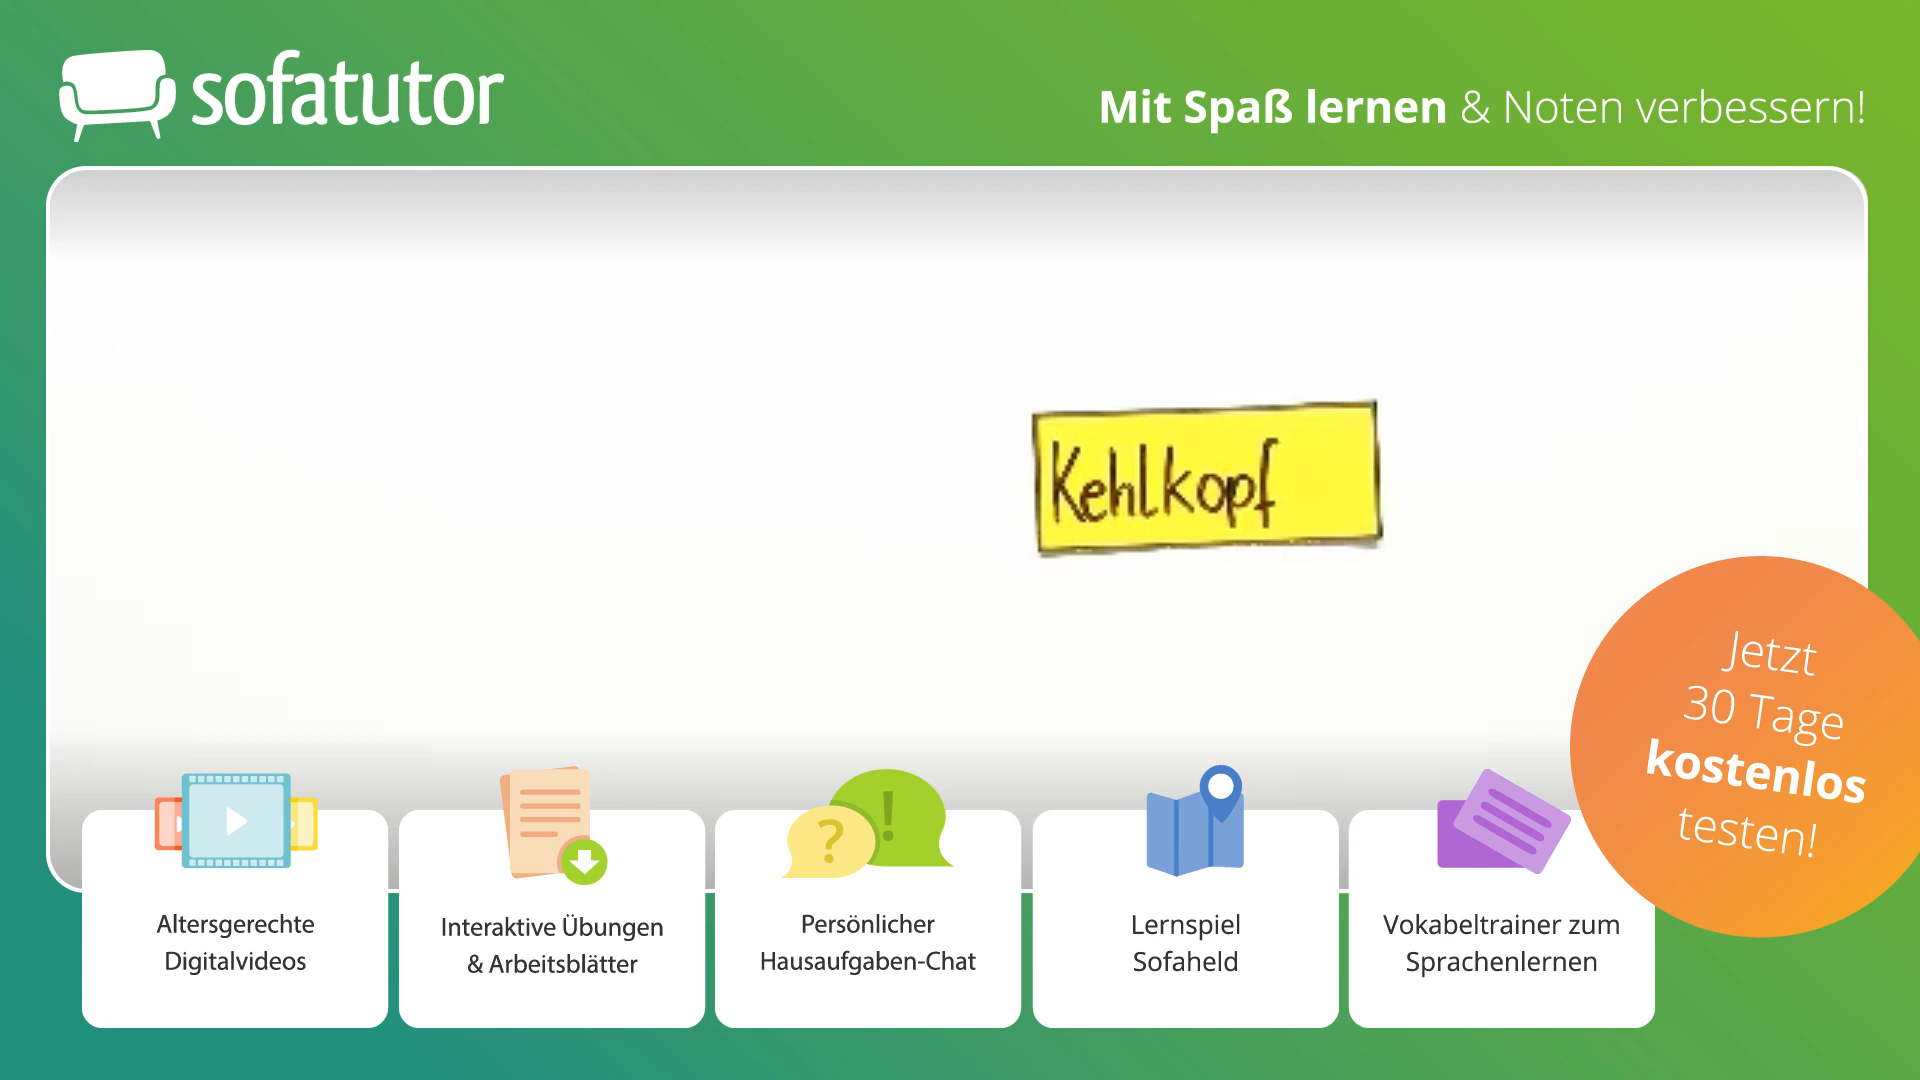 sofatutor
Mit Spaß lernen & Noten verbessern!
Kehlkopf
Jetzt
30 Tage
kostenlos
testen!
?
!
Altersgerechte
Digitalvideos
Interaktive Übungen
& Arbeitsblätter
Persönlicher
Hausaufgaben-Chat
Lernspiel
Sofaheld
Vokabeltrainer zum
Sprachenlernen